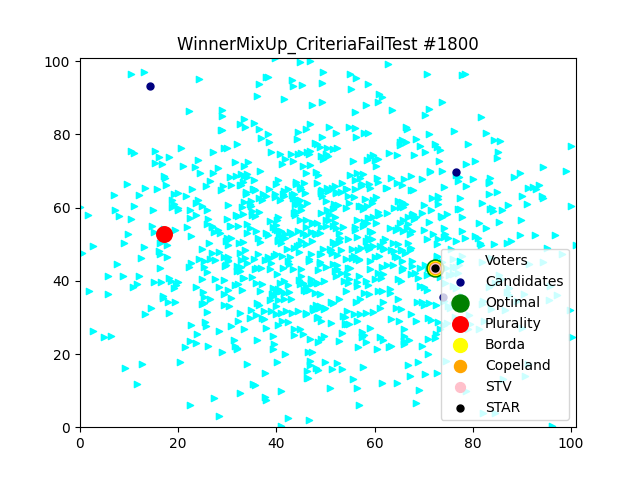 WinnerMixUp_CriteriaFailTest #1800
100
80
60
40
20
0
0
20
40
60
80
100
Voters
Candidates
Optimal
Plurality
Borda
Copeland
STV
STAR